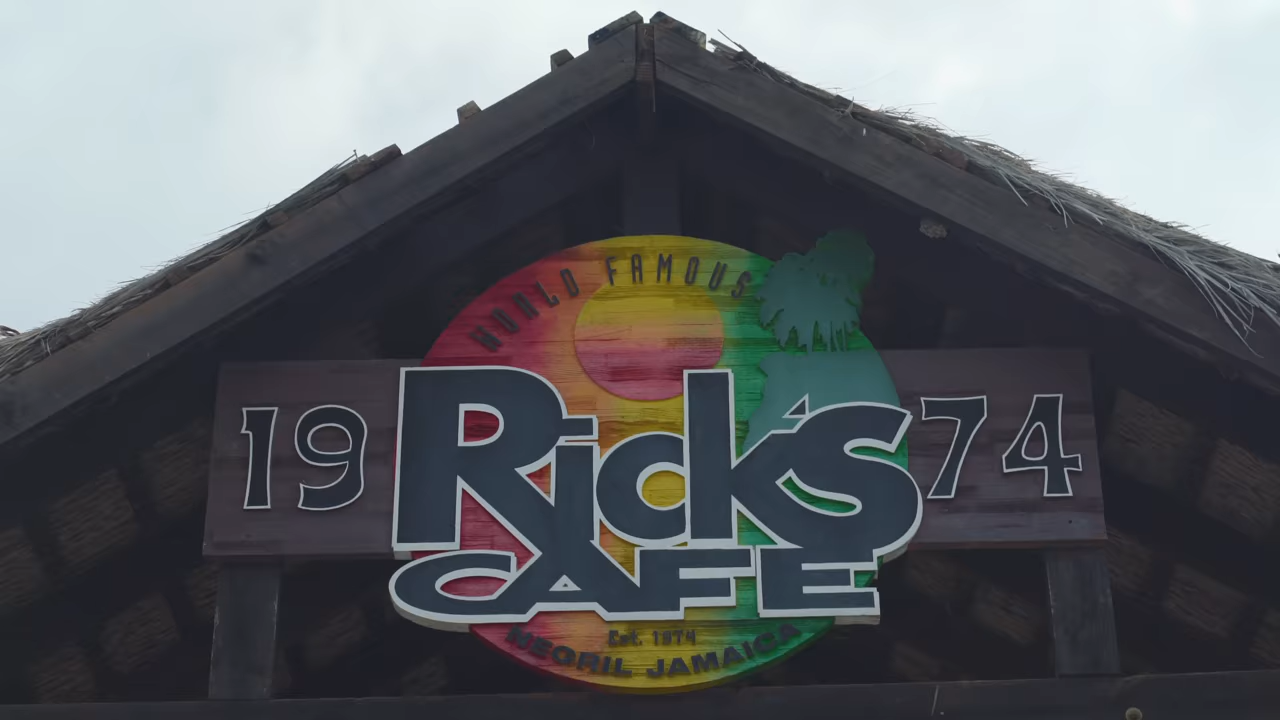 WORLD FAMOUS
19 Rick's 74
CAFE
Est. 1974
NEGRIL JAMAICA